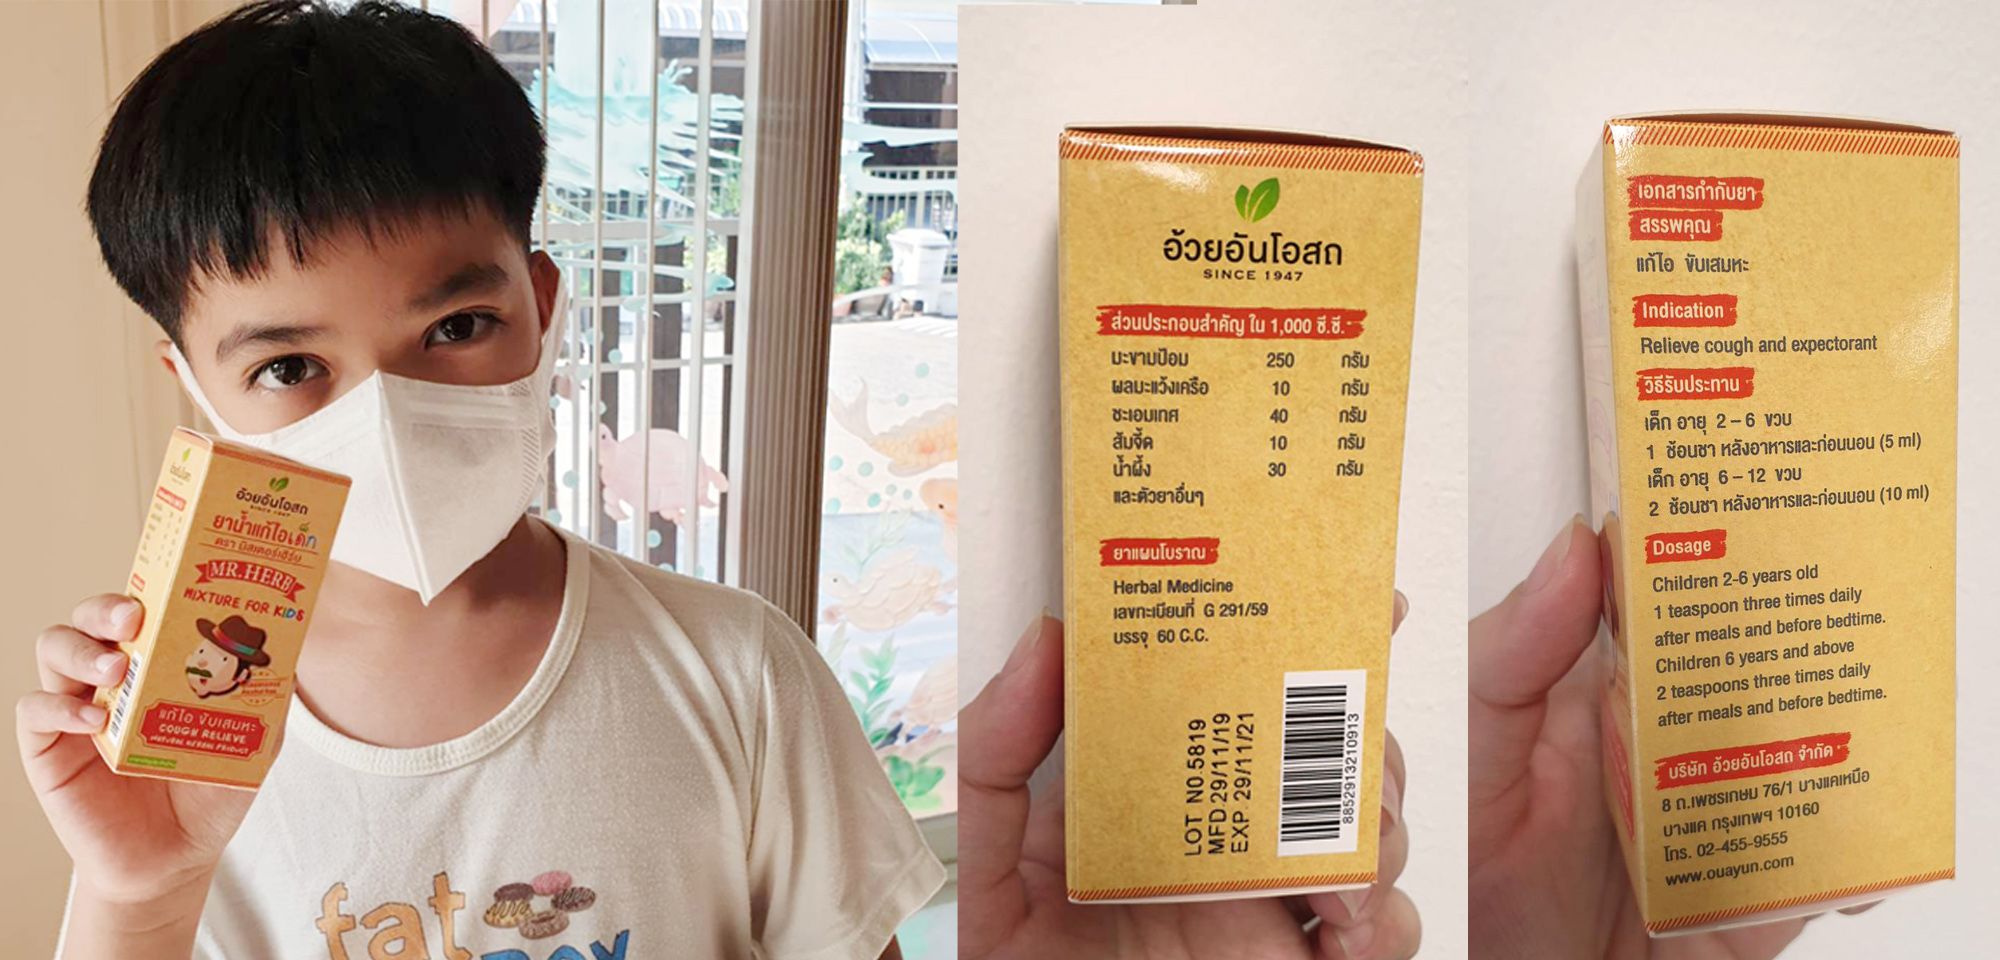 อ้วยอันโอสถ
SINCE 1947
ยาน้ำแก้ไอเด็ก
ตรา มิสเตอร์เฮิร์บ
MR.HERB
MIXTURE FOR KIDS
แก้ไอ ขับเสมหะ
COUGH RELIEVE
NATURAL HERBAL PRODUCT
fat
อ้วยอันโอสถ
SINCE 1947
ส่วนประกอบสำคัญ ใน 1,000 ซี.ซี.
มะขามป้อม 250 กรัม
ผลมะแว้งเครือ 10 กรัม
ชะเอมเทศ 40 กรัม
ส้มจี๊ด 10 กรัม
น้ำผึ้ง 30 กรัม
และตัวยาอื่นๆ
ยาแผนโบราณ
Herbal Medicine
เลขทะเบียนที่ G 291/59
บรรจุ 60 C.C.
LOT NO.5819
MFD 29/11/19
EXP 29/11/21
8852913210913
เอกสารกำกับยา
สรรพคุณ
แก้ไอ ขับเสมหะ
Indication
Relieve cough and expectorant
วิธีรับประทาน
เด็ก อายุ 2 – 6 ขวบ
1 ช้อนชา หลังอาหารและก่อนนอน (5 ml)
เด็ก อายุ 6 – 12 ขวบ
2 ช้อนชา หลังอาหารและก่อนนอน (10 ml)
Dosage
Children 2-6 years old
1 teaspoon three times daily
after meals and before bedtime.
Children 6 years and above
2 teaspoons three times daily
after meals and before bedtime.
บริษัท อ้วยอันโอสถ จำกัด
8 ถ.เพชรเกษม 76/1 บางแคเหนือ
บางแค กรุงเทพฯ 10160
โทร. 02-455-9555
www.ouayun.com